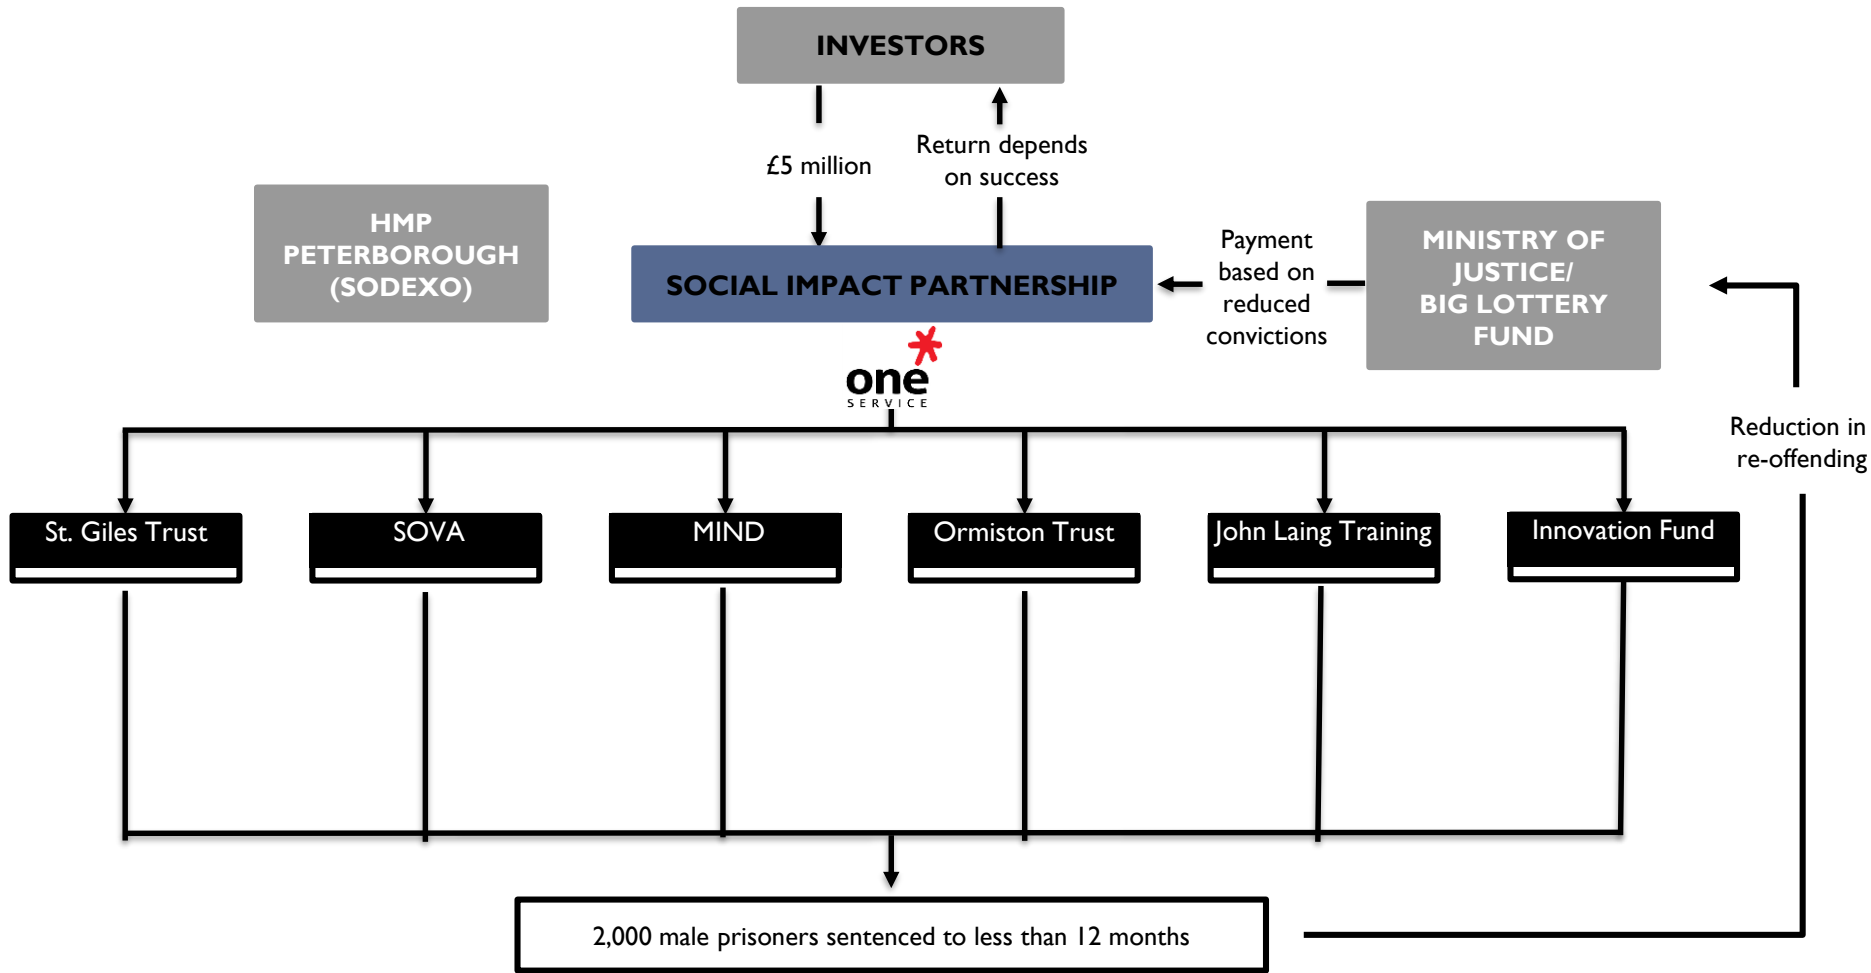 INVESTORS
£5 million
Return depends
on success
HMP
PETERBOROUGH
(SODEXO)
SOCIAL IMPACT PARTNERSHIP
Payment
based on
reduced
convictions
MINISTRY OF
JUSTICE/
BIG LOTTERY
FUND
one
SERVICE
Reduction in
re-offending
St. Giles Trust
SOVA
MIND
Ormiston Trust
John Laing Training
Innovation Fund
2,000 male prisoners sentenced to less than 12 months